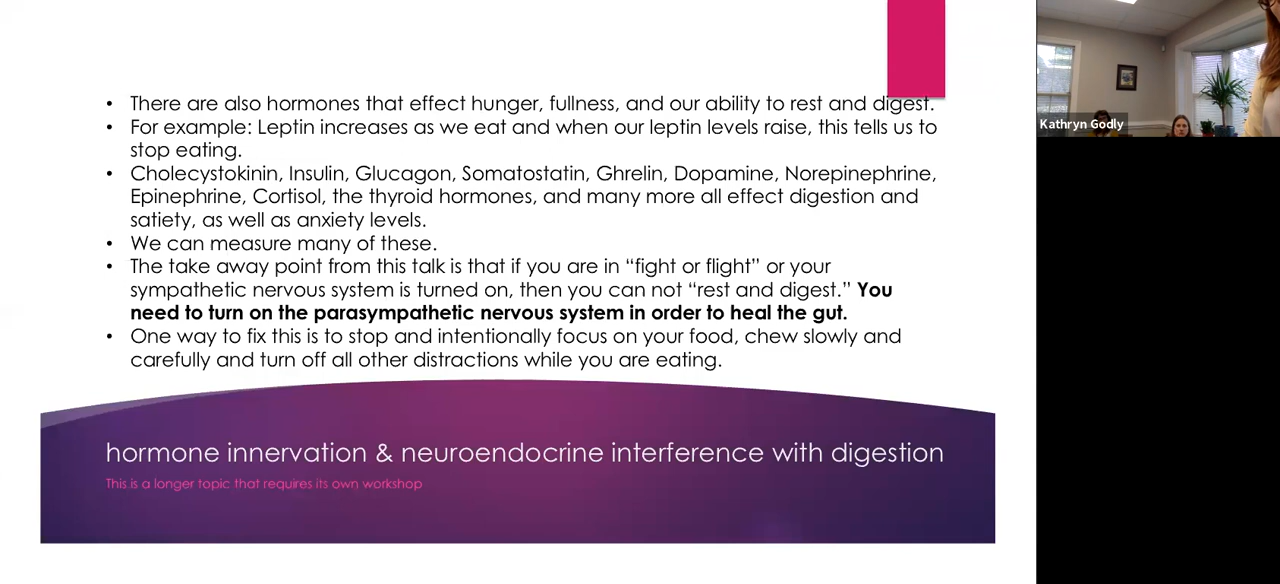 • There are also hormones that effect hunger, fullness, and our ability to rest and digest.
• For example: Leptin increases as we eat and when our leptin levels raise, this tells us to
stop eating.
• Cholecystokinin, Insulin, Glucagon, Somatostatin, Ghrelin, Dopamine, Norepinephrine,
Epinephrine, Cortisol, the thyroid hormones, and many more all effect digestion and
satiety, as well as anxiety levels.
• We can measure many of these.
• The take away point from this talk is that if you are in “fight or flight” or your
sympathetic nervous system is turned on, then you can not “rest and digest.” You
need to turn on the parasympathetic nervous system in order to heal the gut.
• One way to fix this is to stop and intentionally focus on your food, chew slowly and
carefully and turn off all other distractions while you are eating.
hormone innervation & neuroendocrine interference with digestion
This is a longer topic that requires its own workshop
Kathryn Godly